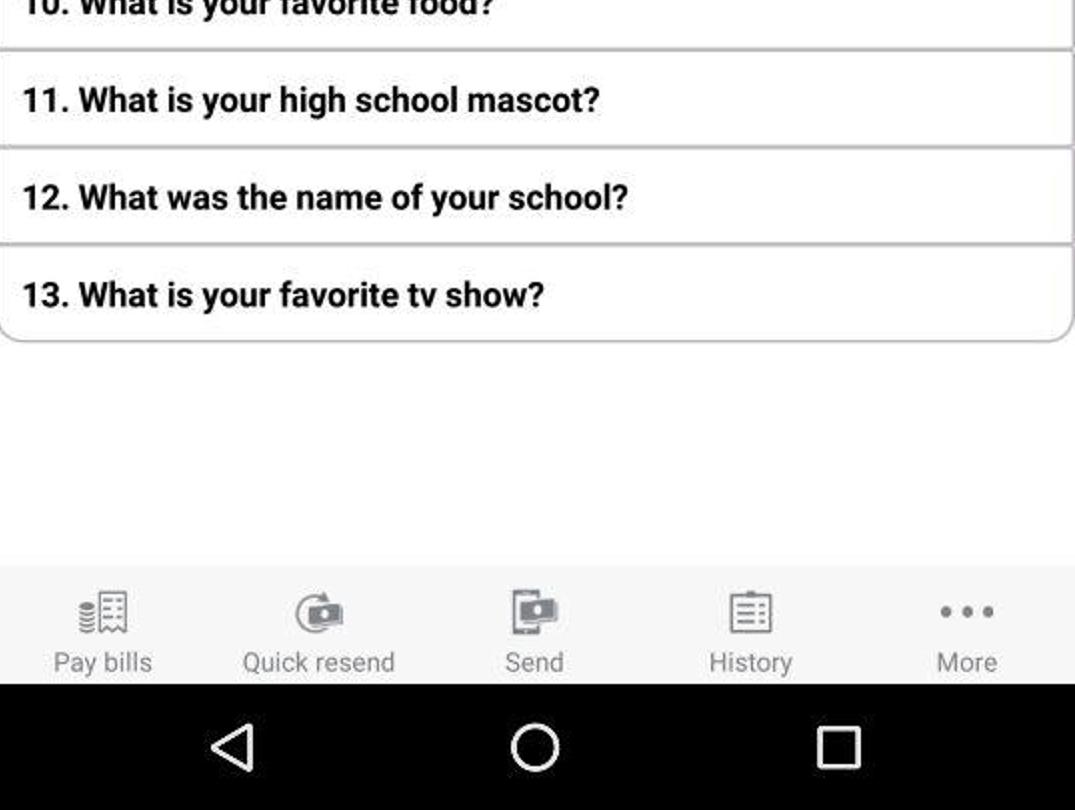 10. What is your favorite food?
11. What is your high school mascot?
12. What was the name of your school?
13. What is your favorite tv show?
Pay bills
Quick resend
Send
History
More